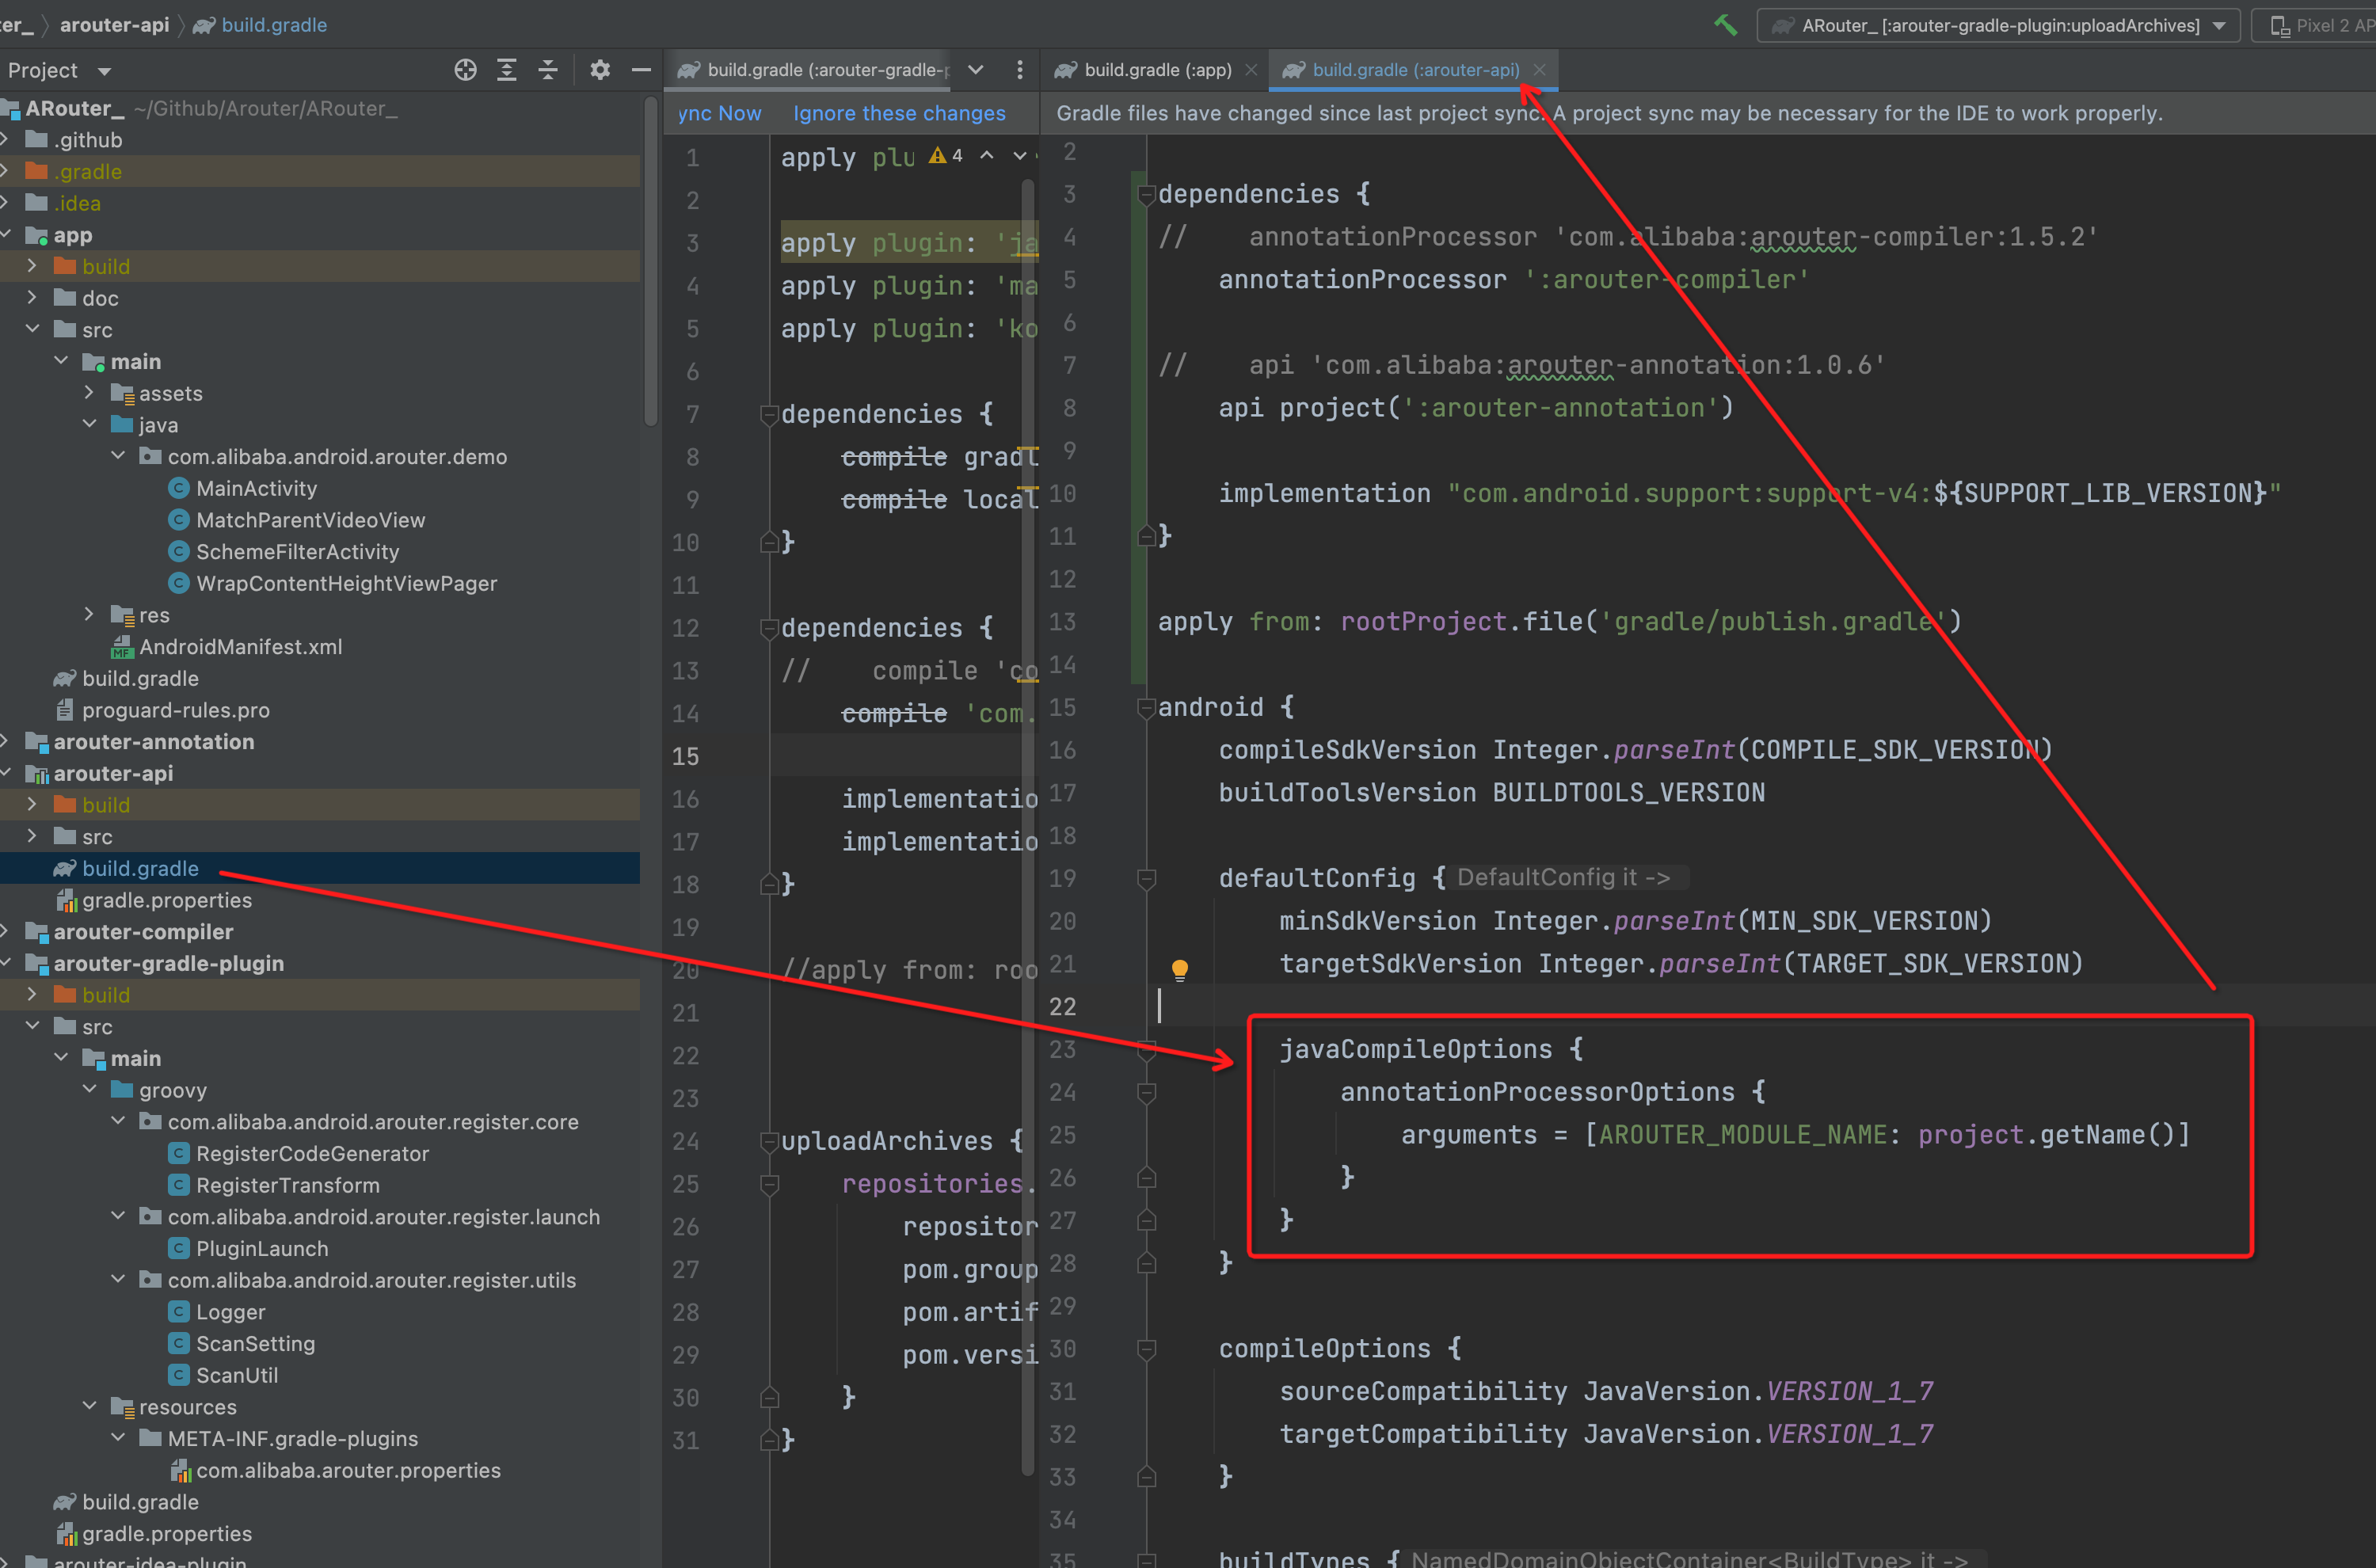 ter_ arouter-api build.gradle
ARouter_ [:arouter-gradle-plugin:uploadArchives]
Pixel 2 AP
Project
ARouter_ ~/Github/Arouter/ARouter_
.github
.gradle
.idea
app
build
doc
src
main
assets
java
com.alibaba.android.arouter.demo
MainActivity
MatchParentVideoView
SchemeFilterActivity
WrapContentHeightViewPager
res
AndroidManifest.xml
build.gradle
proguard-rules.pro
arouter-annotation
arouter-api
build
src
build.gradle
gradle.properties
arouter-compiler
arouter-gradle-plugin
build
src
main
groovy
com.alibaba.android.arouter.register.core
RegisterCodeGenerator
RegisterTransform
com.alibaba.android.arouter.register.launch
PluginLaunch
com.alibaba.android.arouter.register.utils
Logger
ScanSetting
ScanUtil
resources
META-INF.gradle-plugins
com.alibaba.arouter.properties
build.gradle
gradle.properties
arouter-idea-plugin
build.gradle (:arouter-gradle-p
ync Now Ignore these changes
4
1 apply plu
2
3 apply plugin: 'ja
4 apply plugin: 'ma
5 apply plugin: 'ko
6
7 dependencies {
8 compile gradl
9 compile local
10 }
11
12 dependencies {
13 // compile 'co
14 compile 'com.
15
16 implementatio
17 implementatio
18 }
19
20 //apply from: roo
21
22
23
24 uploadArchives {
25 repositories.
26 repositor
27 pom.group
28 pom.artif
29 pom.versi
30 }
31 }
build.gradle (:app) build.gradle (:arouter-api)
Gradle files have changed since last project sync. A project sync may be necessary for the IDE to work properly.
2
3 dependencies {
4 // annotationProcessor 'com.alibaba:arouter-compiler:1.5.2'
5 annotationProcessor ':arouter-compiler'
6
7 // api 'com.alibaba:arouter-annotation:1.0.6'
8 api project(':arouter-annotation')
9
10 implementation "com.android.support:support-v4:${SUPPORT_LIB_VERSION}"
11 }
12
13 apply from: rootProject.file('gradle/publish.gradle')
14
15 android {
16 compileSdkVersion Integer.parseInt(COMPILE_SDK_VERSION)
17 buildToolsVersion BUILDTOOLS_VERSION
18
19 defaultConfig { DefaultConfig it ->
20 minSdkVersion Integer.parseInt(MIN_SDK_VERSION)
21 targetSdkVersion Integer.parseInt(TARGET_SDK_VERSION)
22
23 javaCompileOptions {
24 annotationProcessorOptions {
25 arguments = [AROUTER_MODULE_NAME: project.getName()]
26 }
27 }
28 }
29
30 compileOptions {
31 sourceCompatibility JavaVersion.VERSION_1_7
32 targetCompatibility JavaVersion.VERSION_1_7
33 }
34
35 buildTypes { NamedDomainObjectContainer<BuildType> it ->